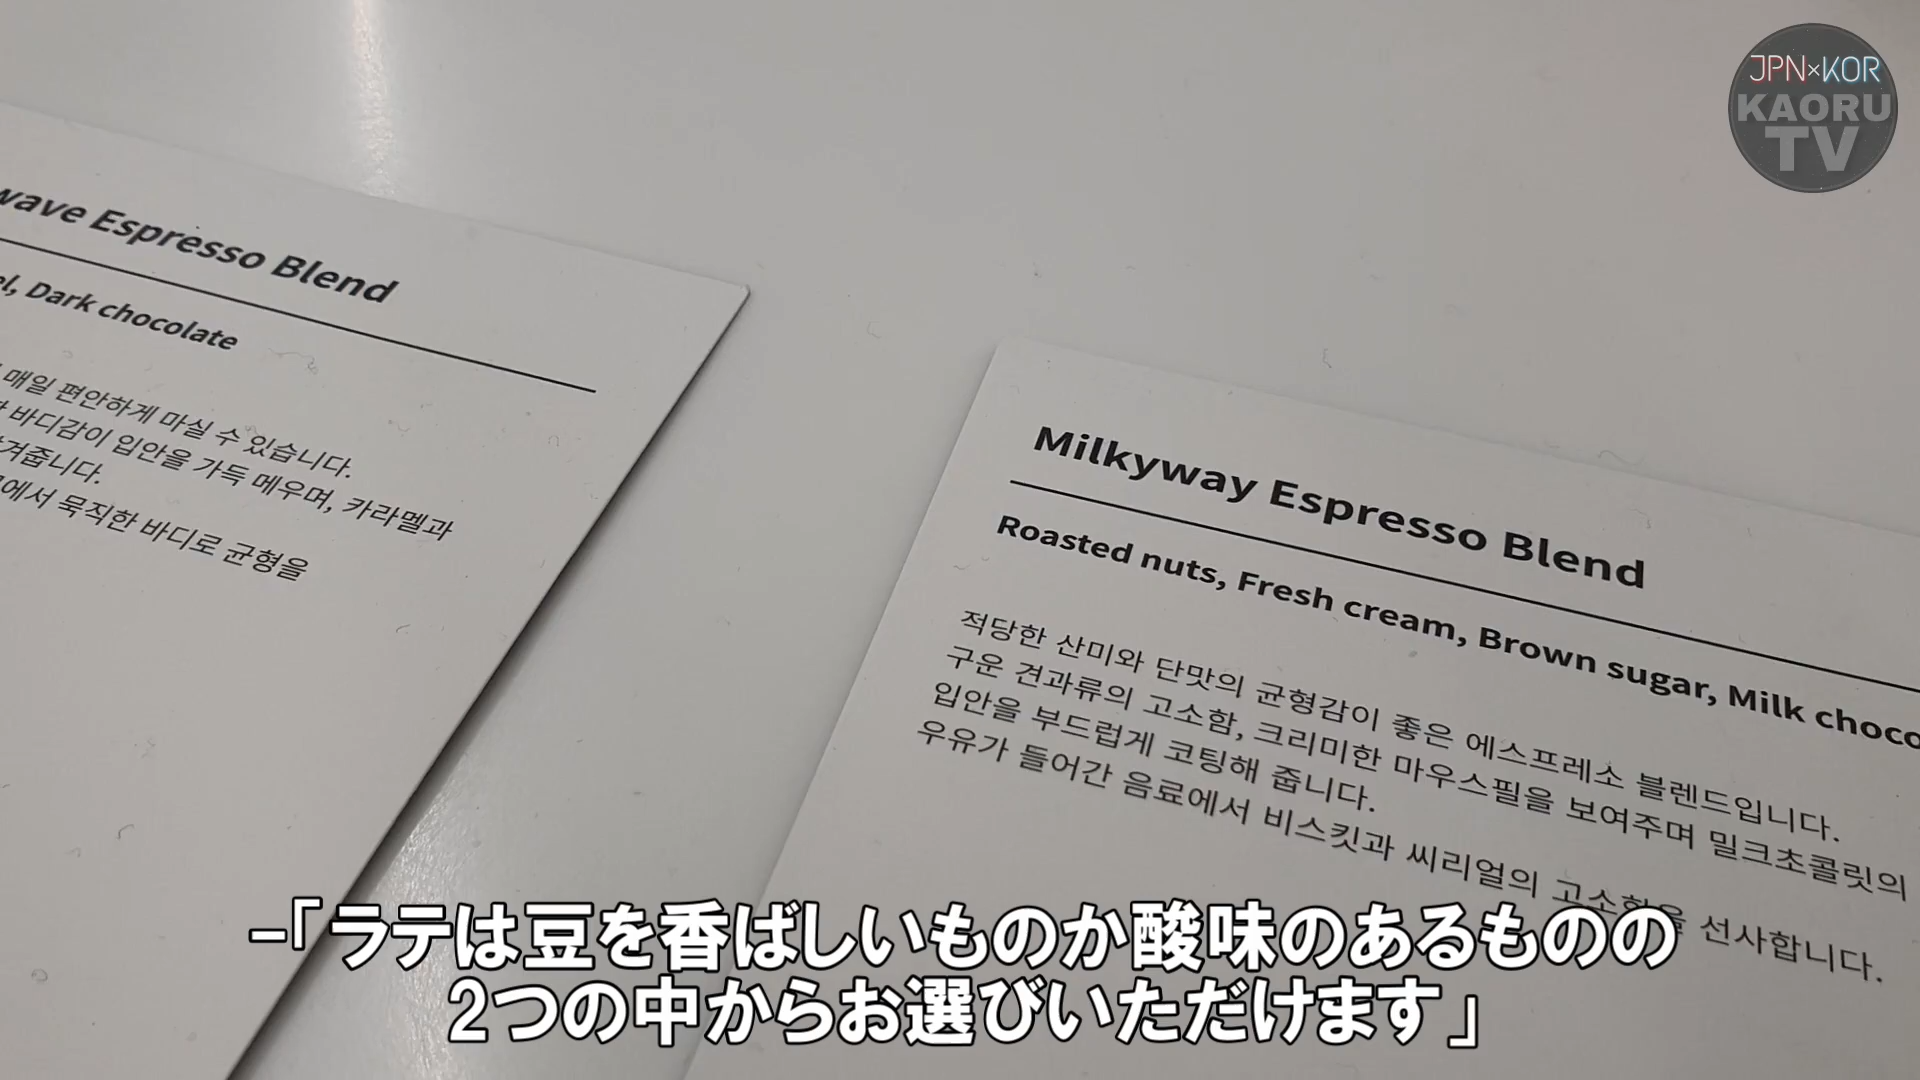 JPN×KOR
KAORU
TV
wave Espresso Blend
Dark chocolate
매일 편안하게 마실 수 있습니다.
바디감이 입안을 가득 메우며, 카라멜과
겨줍니다.
에서 묵직한 바디로 균형을
Milkyway Espresso Blend
Roasted nuts, Fresh cream, Brown sugar, Milk choco
적당한 산미와 단맛의 균형감이 좋은 에스프레소 블렌드입니다.
구운 견과류의 고소함, 크리미한 마우스필을 보여주며 밀크초콜릿의
입안을 부드럽게 코팅해 줍니다.
우유가 들어간 음료에서 비스킷과 씨리얼의 고소함을 선사합니다.
-「ラテは豆を香ばしいものか酸味のあるものの
2つの中からお選びいただけます」